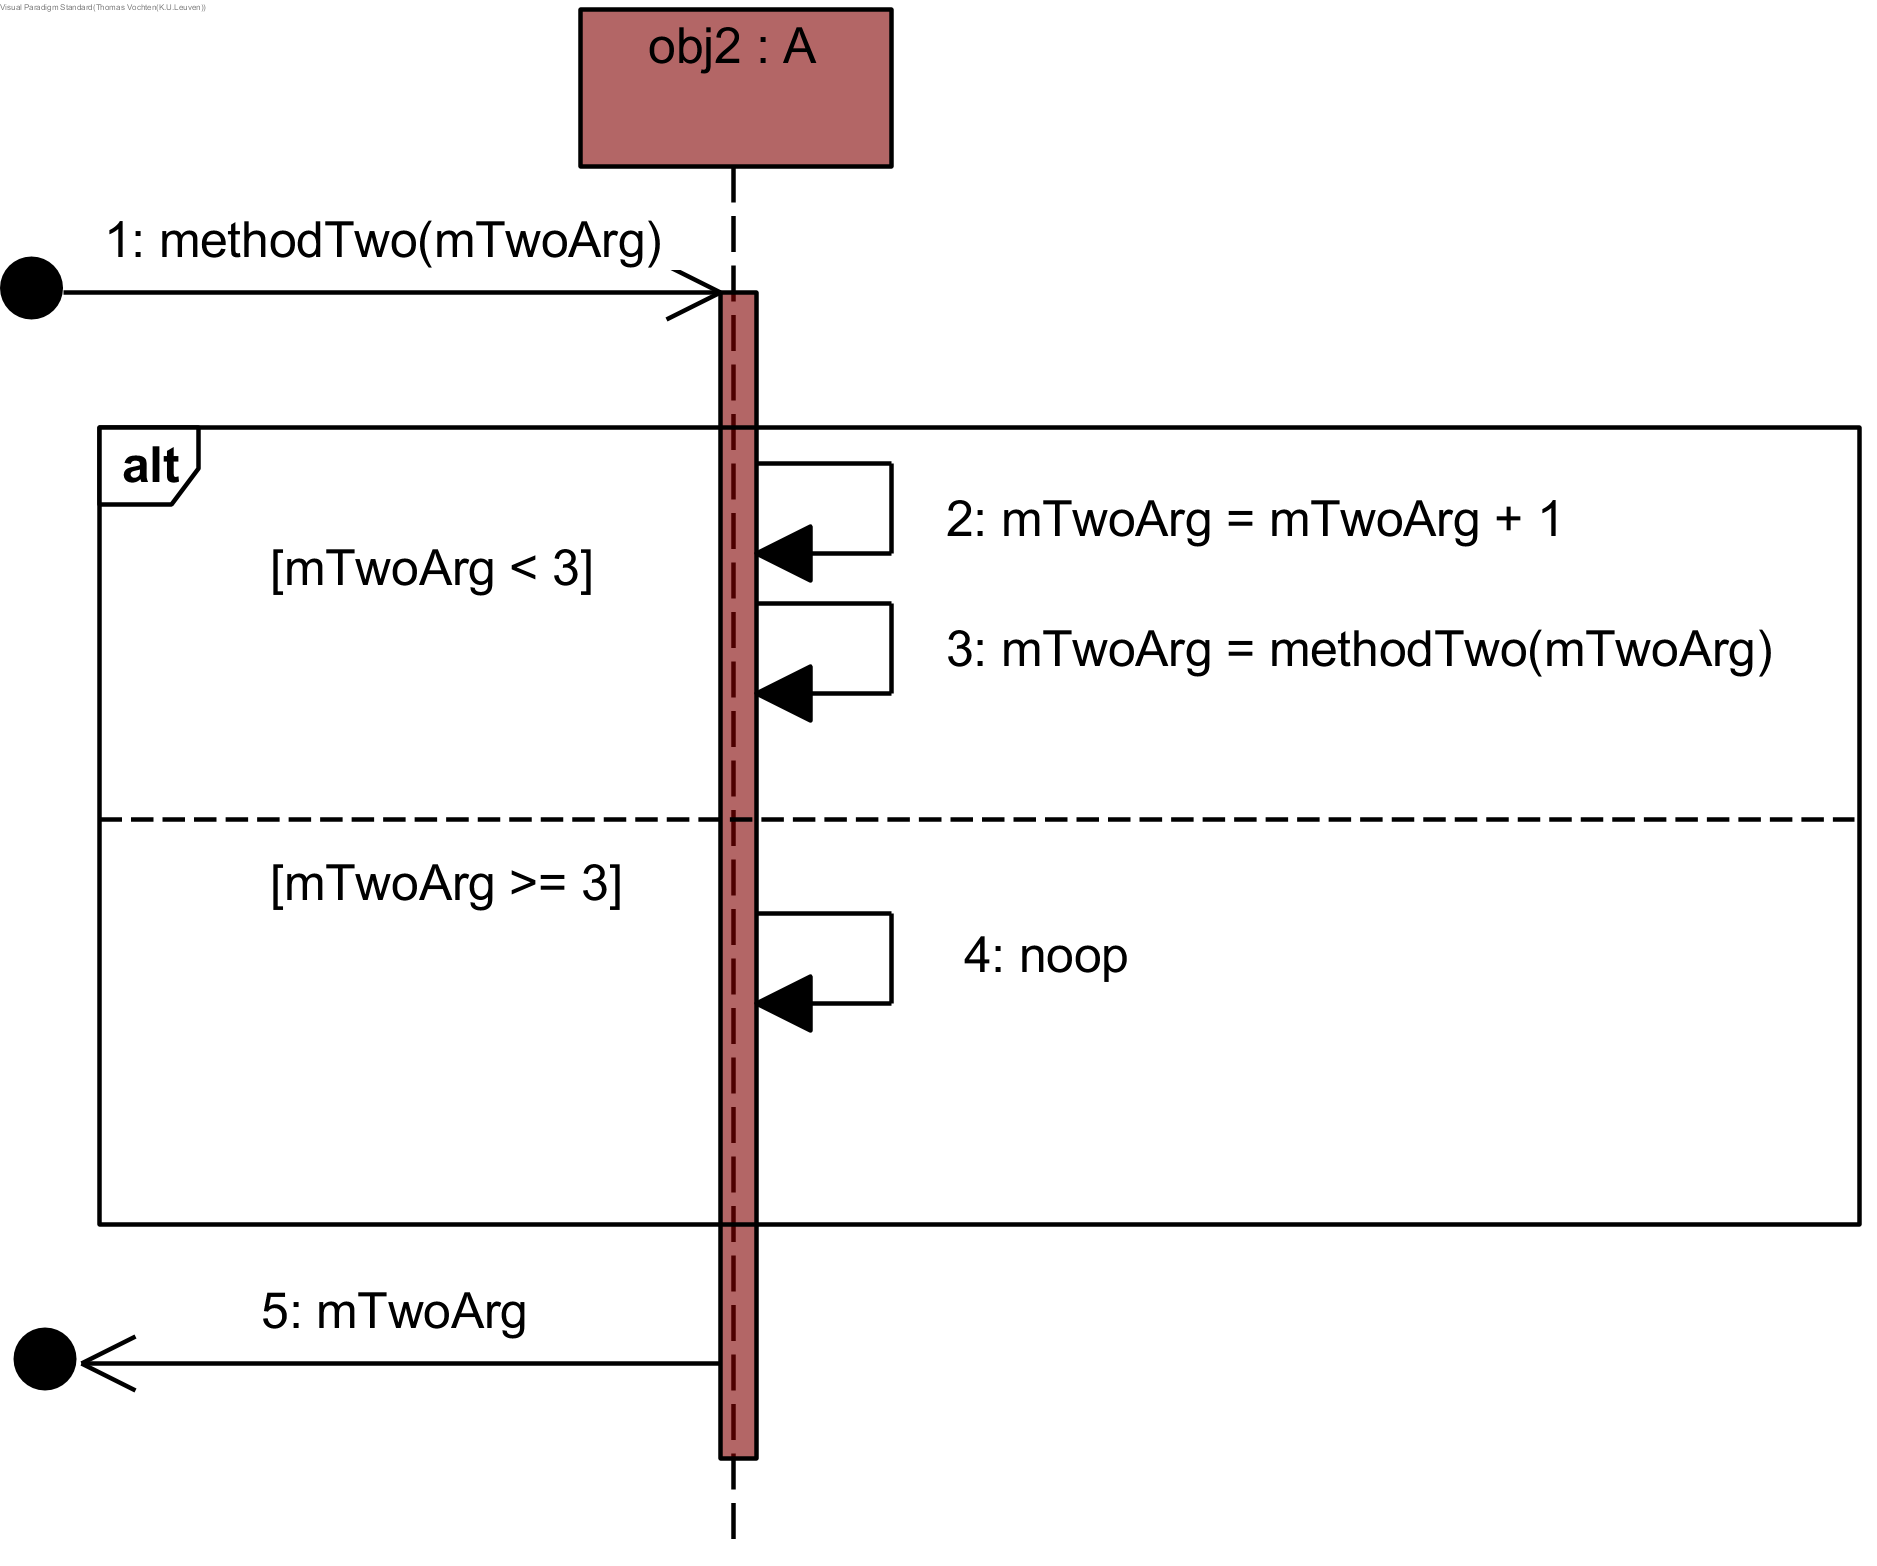 Visual Paradigm Standard(Thomas Vochten(K.U.Leuven))
obj2 : A
1: methodTwo(mTwoArg)
alt
2: mTwoArg = mTwoArg + 1
[mTwoArg < 3]
3: mTwoArg = methodTwo(mTwoArg)
[mTwoArg >= 3]
4: noop
5: mTwoArg